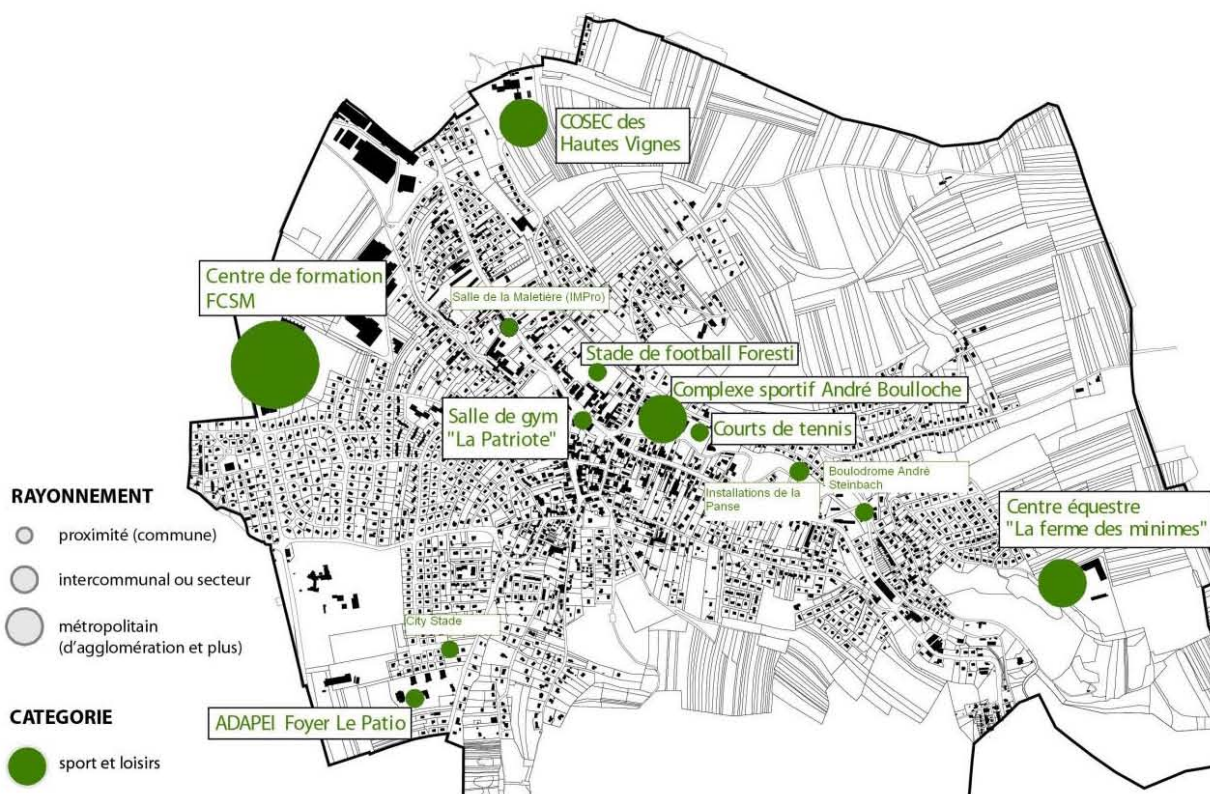 COSEC des
Hautes Vignes
Centre de formation
FCSM
Salle de la Maletière (IMPro)
Stade de football Foresti
Complexe sportif André Boulloche
Salle de gym
"La Patriote"
Courts de tennis
Boulodrome André
Steinbach
Installations de la
Panse
Centre équestre
"La ferme des minimes"
RAYONNEMENT
proximité (commune)
intercommunal ou secteur
métropolitain
(d'agglomération et plus)
City Stade
ADAPEI Foyer Le Patio
CATEGORIE
sport et loisirs